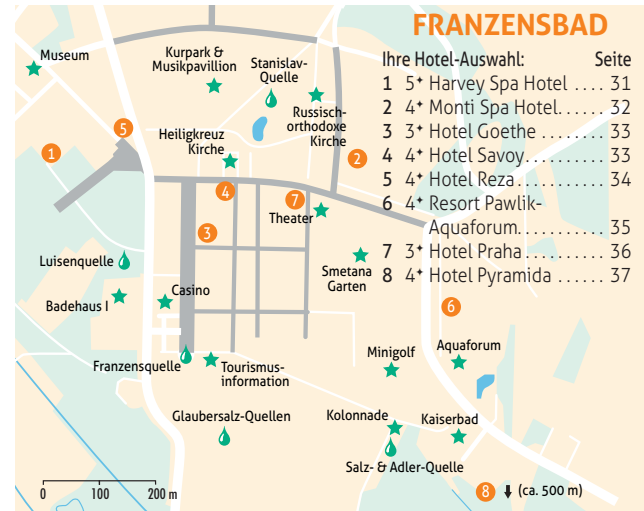 FRANZENSBAD
Ihre Hotel-Auswahl: Seite
1 5* Harvey Spa Hotel .... 31
2 4* Monti Spa Hotel..... 32
3 3* Hotel Goethe ....... 33
4 4* Hotel Savoy......... 33
5 4* Hotel Reza.......... 34
6 4* Resort Pawlik-
Aquaforum....... 35
7 3* Hotel Praha ........ 36
8 4* Hotel Pyramida .... 37
Museum
Kurpark &
Musikpavillion
Stanislav-
Quelle
Russisch-
orthodoxe
Kirche
Heiligkreuz
Kirche
5
1
2
4
7
Theater
3
Smetana
Garten
Luisenquelle
Badehaus I
Casino
6
Franzensquelle
Tourismus-
information
Minigolf
Aquaforum
Glaubersalz-Quellen
Kolonnade
Kaiserbad
Salz- & Adler-Quelle
0 100 200 m
8 (ca. 500 m)